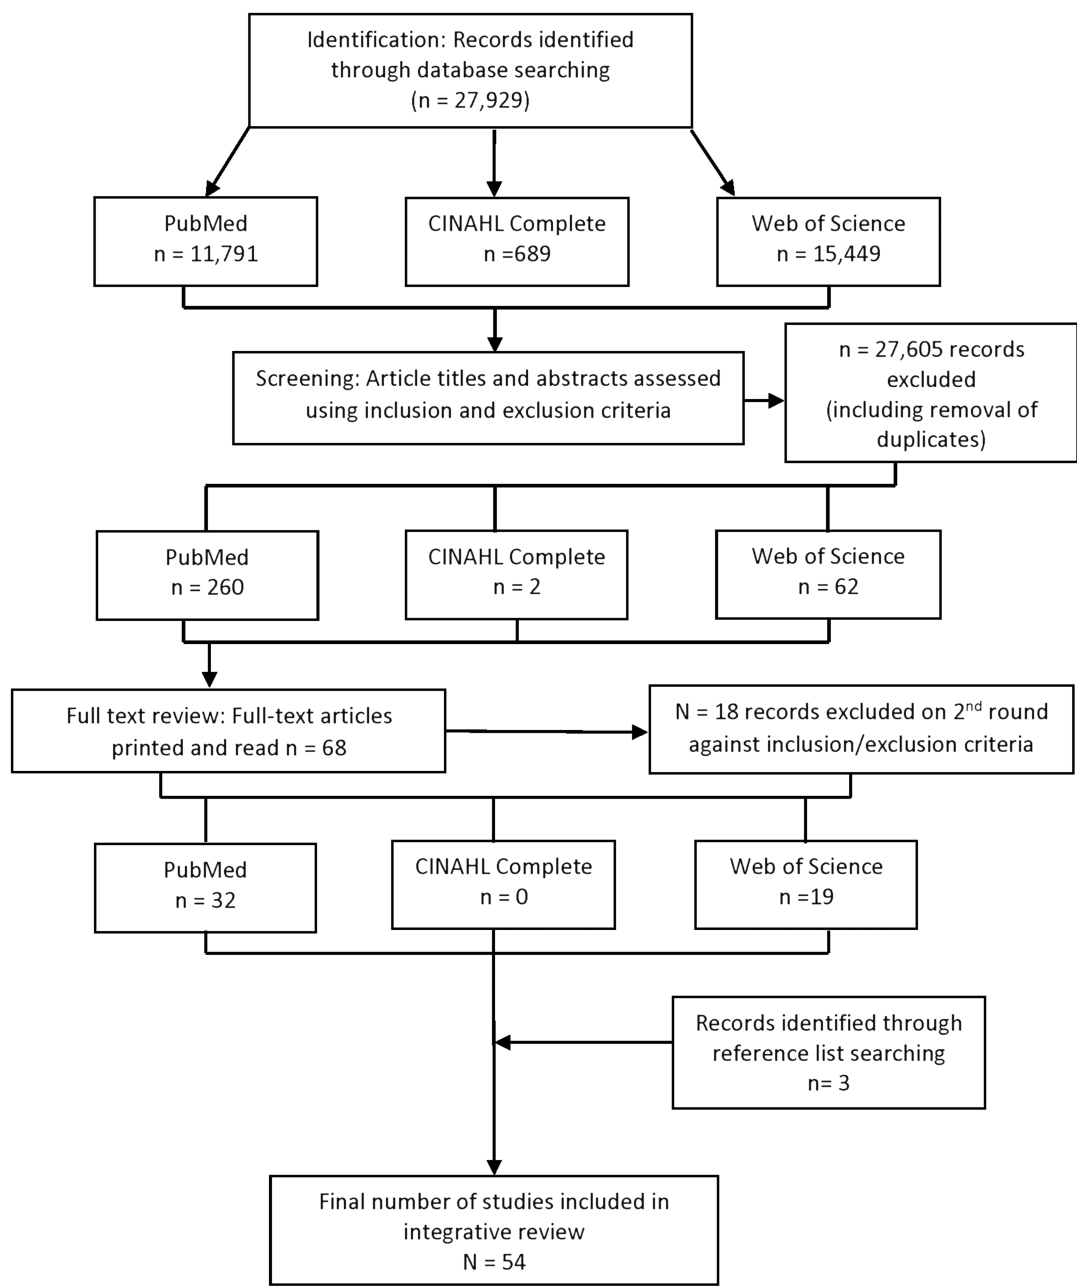 Identification: Records identified
through database searching
(n = 27,929)
PubMed
n = 11,791
CINAHL Complete
n =689
Web of Science
n = 15,449
Screening: Article titles and abstracts assessed
using inclusion and exclusion criteria
n = 27,605 records
excluded
(including removal of
duplicates)
PubMed
n = 260
CINAHL Complete
n = 2
Web of Science
n = 62
Full text review: Full-text articles
printed and read n = 68
N = 18 records excluded on 2nd round
against inclusion/exclusion criteria
PubMed
n = 32
CINAHL Complete
n = 0
Web of Science
n =19
Records identified through
reference list searching
n= 3
Final number of studies included in
integrative review
N = 54